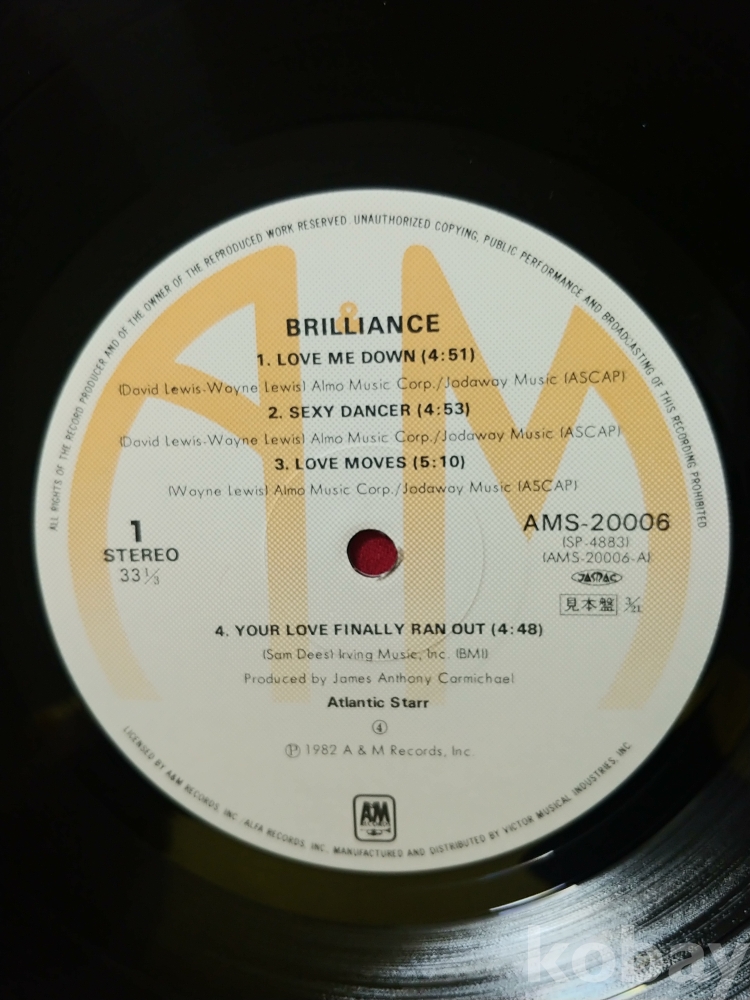 ALL RIGHTS OF THE RECORD PRODUCER AND OF THE OWNER OF THE REPRODUCED WORK RESERVED. UNAUTHORIZED COPYING, PUBLIC PERFORMANCE AND BROADCASTING OF THIS RECORDING PROHIBITED
&
BRILLIANCE
1. LOVE ME DOWN (4:51)
(David Lewis-Wayne Lewis) Almo Music Corp./Jodaway Music (ASCAP)
2. SEXY DANCER (4:53)
(David Lewis-Wayne Lewis) Almo Music Corp./Jodaway Music (ASCAP)
3. LOVE MOVES (5:10)
(Wayne Lewis) Almo Music Corp./Jodaway Music (ASCAP)
1
STEREO
33 1/3
AMS-20006
(SP-4883)
(AMS-20006-A)
JASRAC
見本盤 3/21
4. YOUR LOVE FINALLY RAN OUT (4:48)
(Sam Dees) Irving Music, Inc. (BMI)
Produced by James Anthony Carmichael
Atlantic Starr
④
Ⓟ 1982 A & M Records, Inc.
A&M
RECORDS
LICENSED BY A&M RECORDS, INC./ALFA RECORDS, INC. MANUFACTURED AND DISTRIBUTED BY VICTOR MUSICAL INDUSTRIES, INC.
kobay